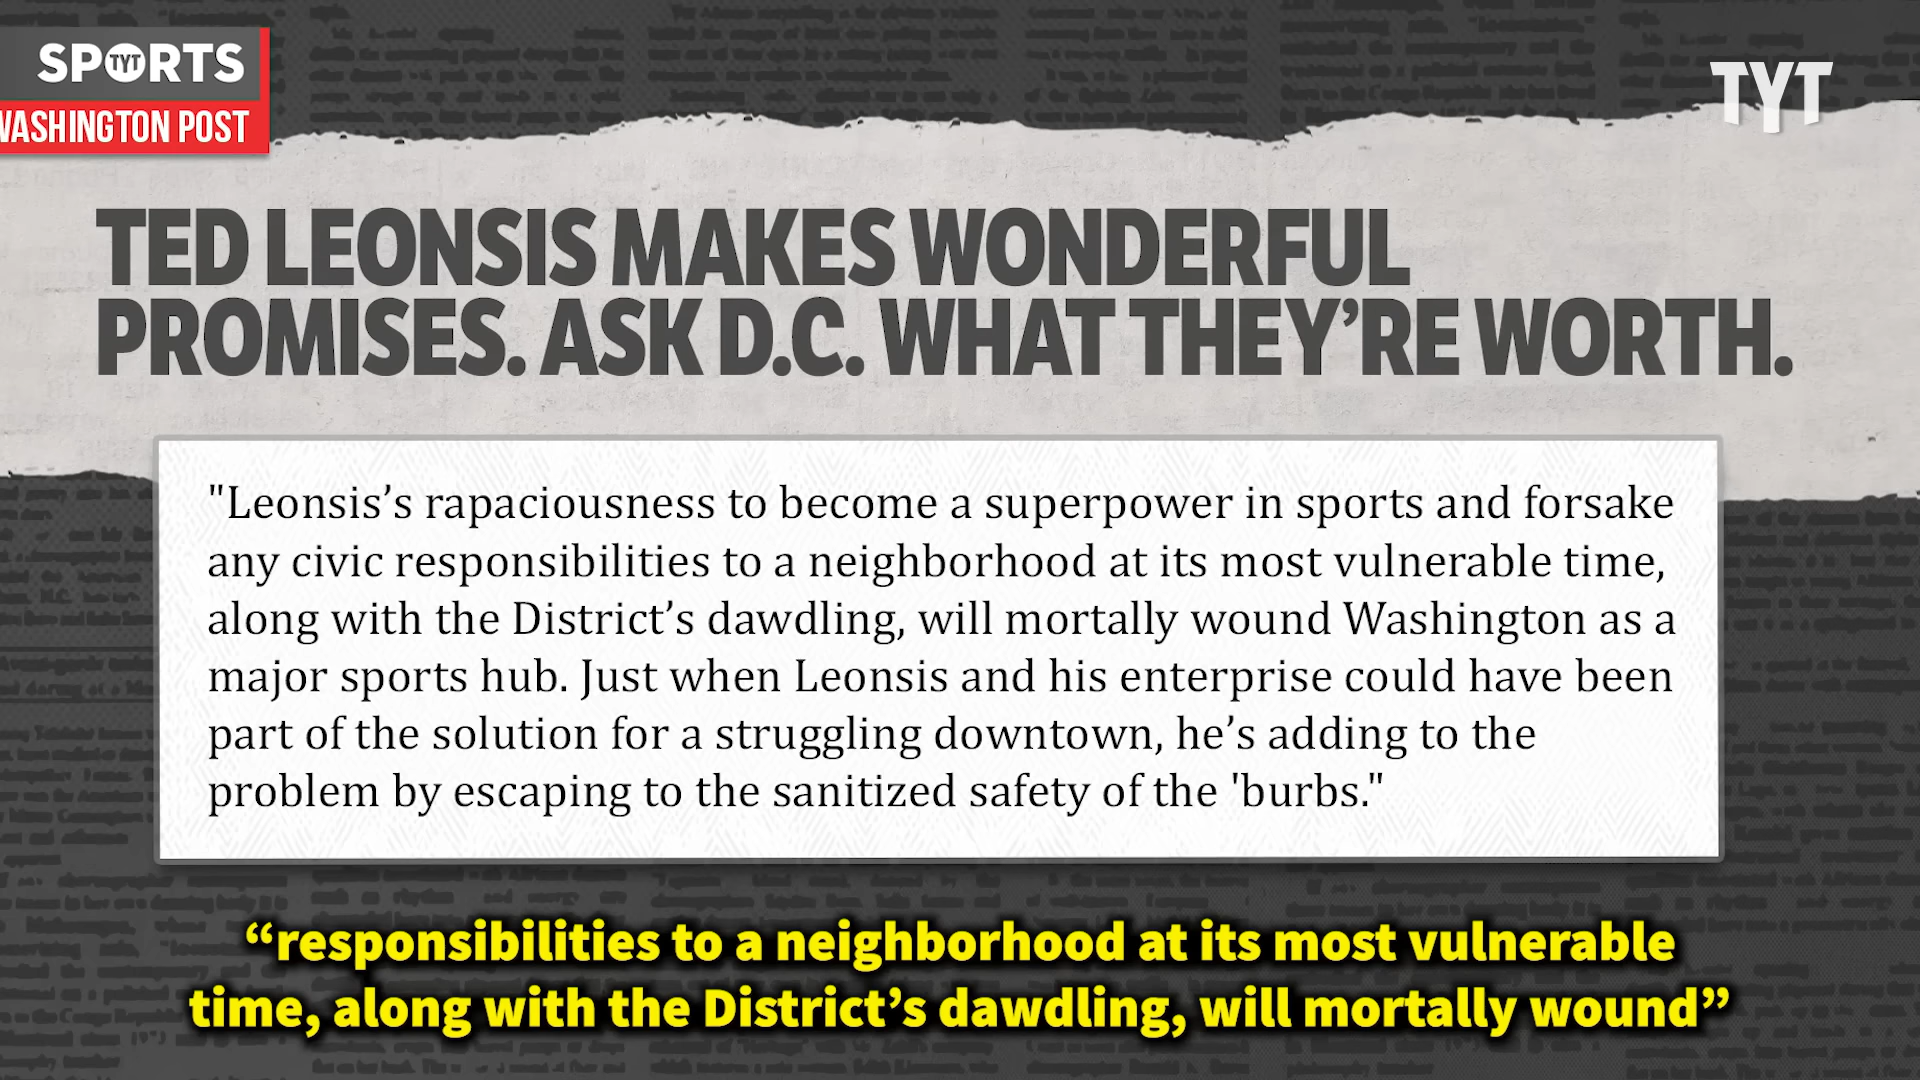 SPORTS
TYT
WASHINGTON POST
TYT
TED LEONSIS MAKES WONDERFUL
PROMISES. ASK D.C. WHAT THEY’RE WORTH.
"Leonsis’s rapaciousness to become a superpower in sports and forsake
any civic responsibilities to a neighborhood at its most vulnerable time,
along with the District’s dawdling, will mortally wound Washington as a
major sports hub. Just when Leonsis and his enterprise could have been
part of the solution for a struggling downtown, he’s adding to the
problem by escaping to the sanitized safety of the 'burbs."
“responsibilities to a neighborhood at its most vulnerable
time, along with the District’s dawdling, will mortally wound”